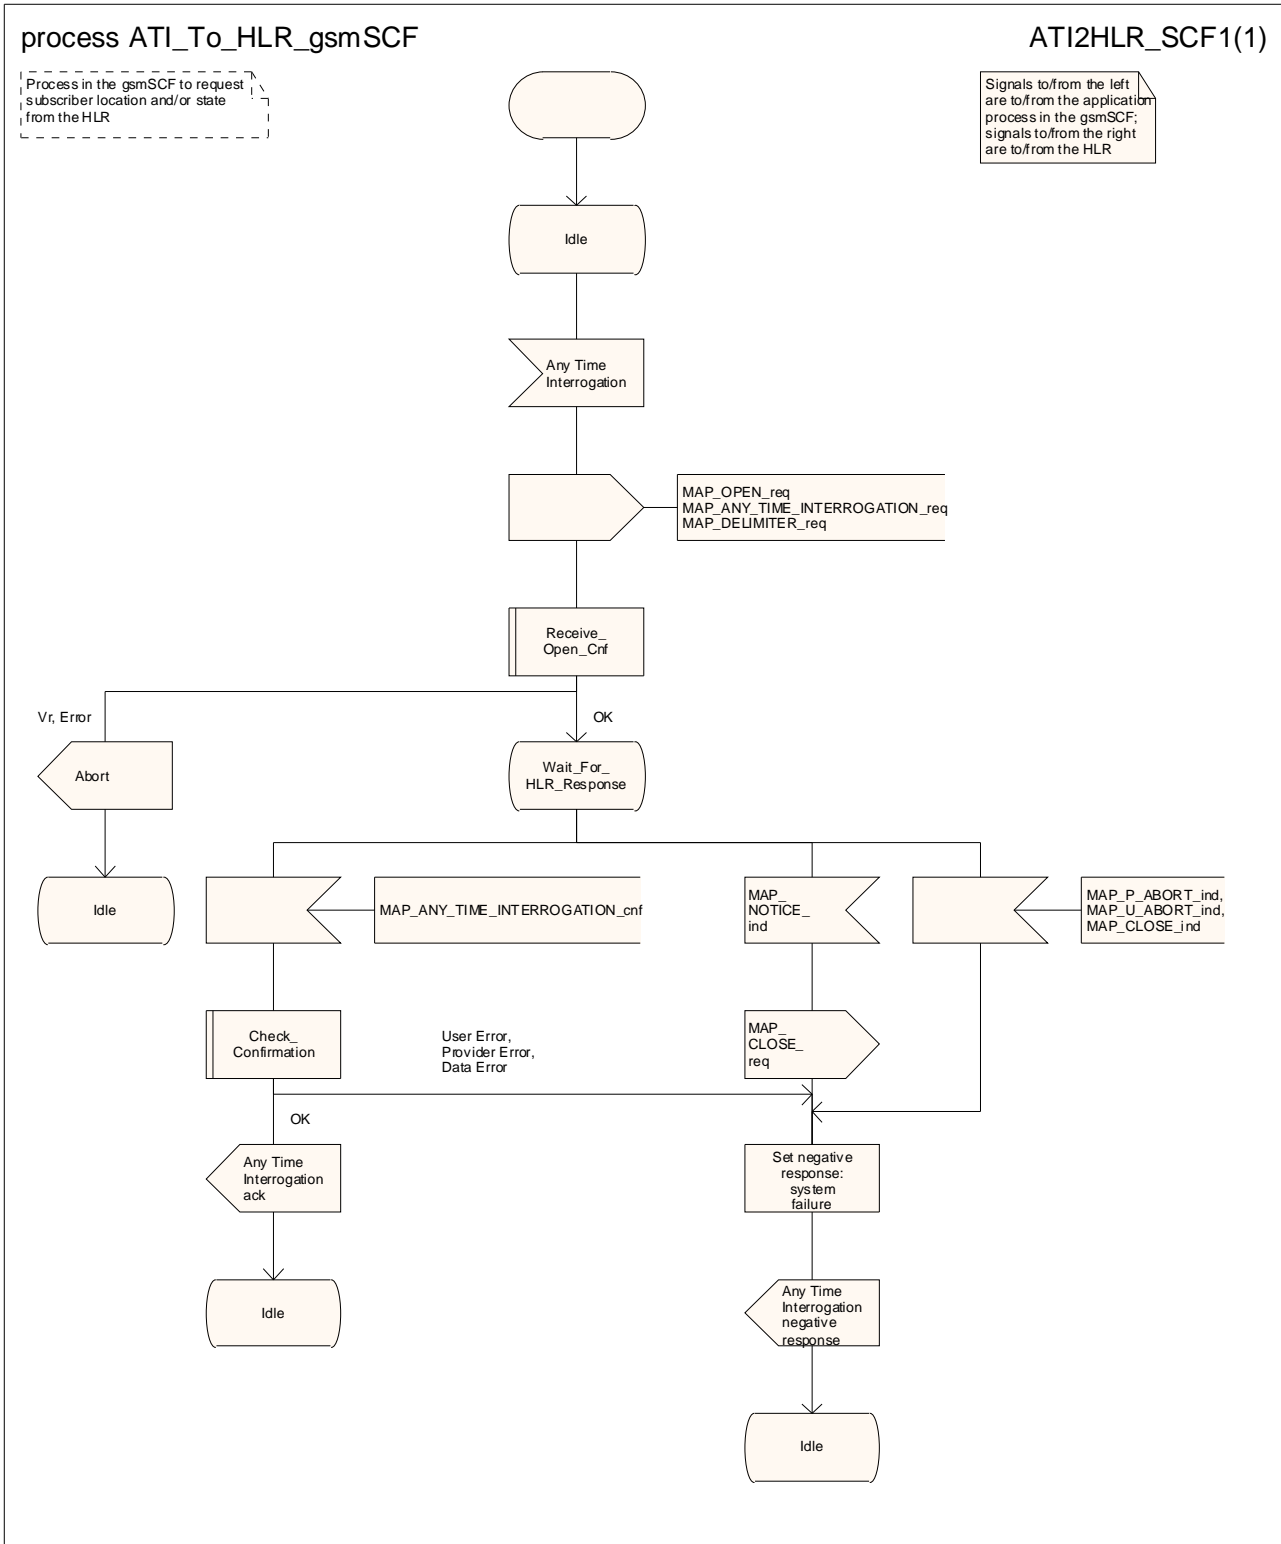 process ATI_To_HLR_gsmSCF
ATI2HLR_SCF1(1)
Process in the gsmSCF to request
subscriber location and/or state
from the HLR
Signals to/from the left
are to/from the application
process in the gsmSCF;
signals to/from the right
are to/from the HLR
Idle
Any Time
Interrogation
MAP_OPEN_req
MAP_ANY_TIME_INTERROGATION_req
MAP_DELIMITER_req
Receive_
Open_Cnf
Vr, Error
OK
Abort
Wait_For_
HLR_Response
Idle
MAP_ANY_TIME_INTERROGATION_cnf
MAP_
NOTICE_
ind
MAP_P_ABORT_ind,
MAP_U_ABORT_ind,
MAP_CLOSE_ind
Check_
Confirmation
User Error,
Provider Error,
Data Error
MAP_
CLOSE_
req
OK
Any Time
Interrogation
ack
Set negative
response:
system
failure
Idle
Any Time
Interrogation
negative
response
Idle